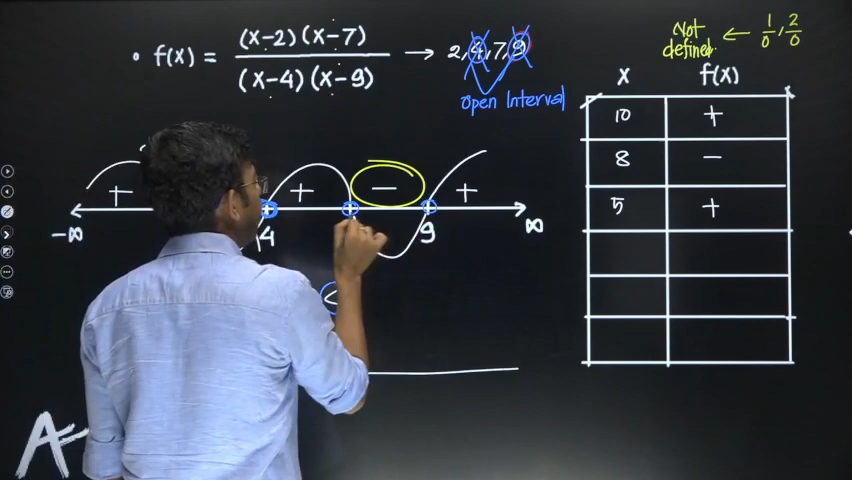 • f(x) = (x-2)(x-7) → 2, 4, 7, 9
(x-4)(x-9)
Open Interval
Not defined ← 1/0, 2/0
x f(x)
10 +
8 −
5 +
+ + − +
-∞ 4 9 ∞
<
A